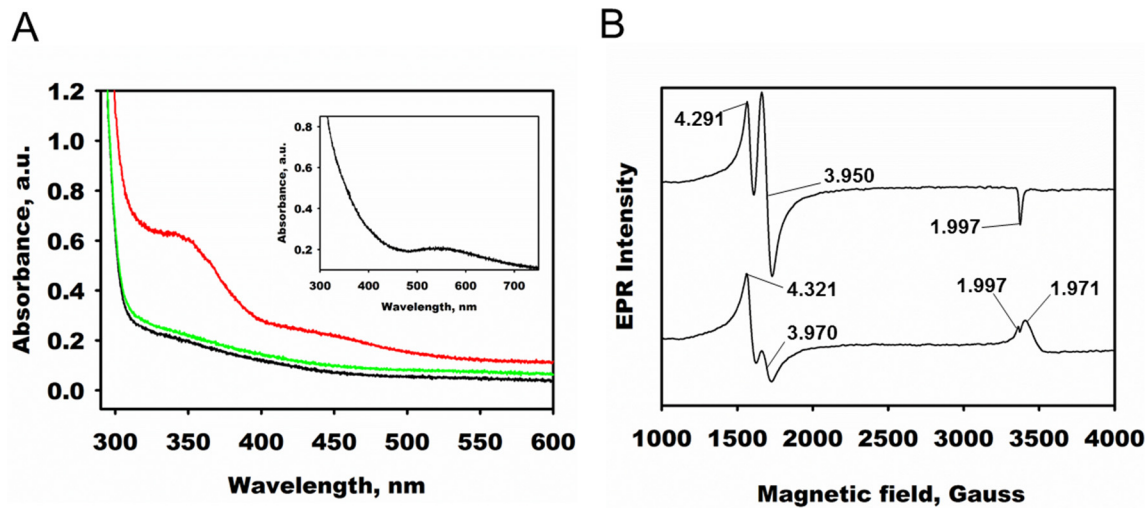 A
B
1.2
1.0
0.8
0.6
0.4
0.2
0.0
Absorbance, a.u.
300 350 400 450 500 550 600
Wavelength, nm
0.8
0.6
0.4
0.2
Absorbance, a.u.
300 400 500 600 700
Wavelength, nm
EPR Intensity
4.291
3.950
1.997
4.321
3.970
1.997 1.971
1000 1500 2000 2500 3000 3500 4000
Magnetic field, Gauss